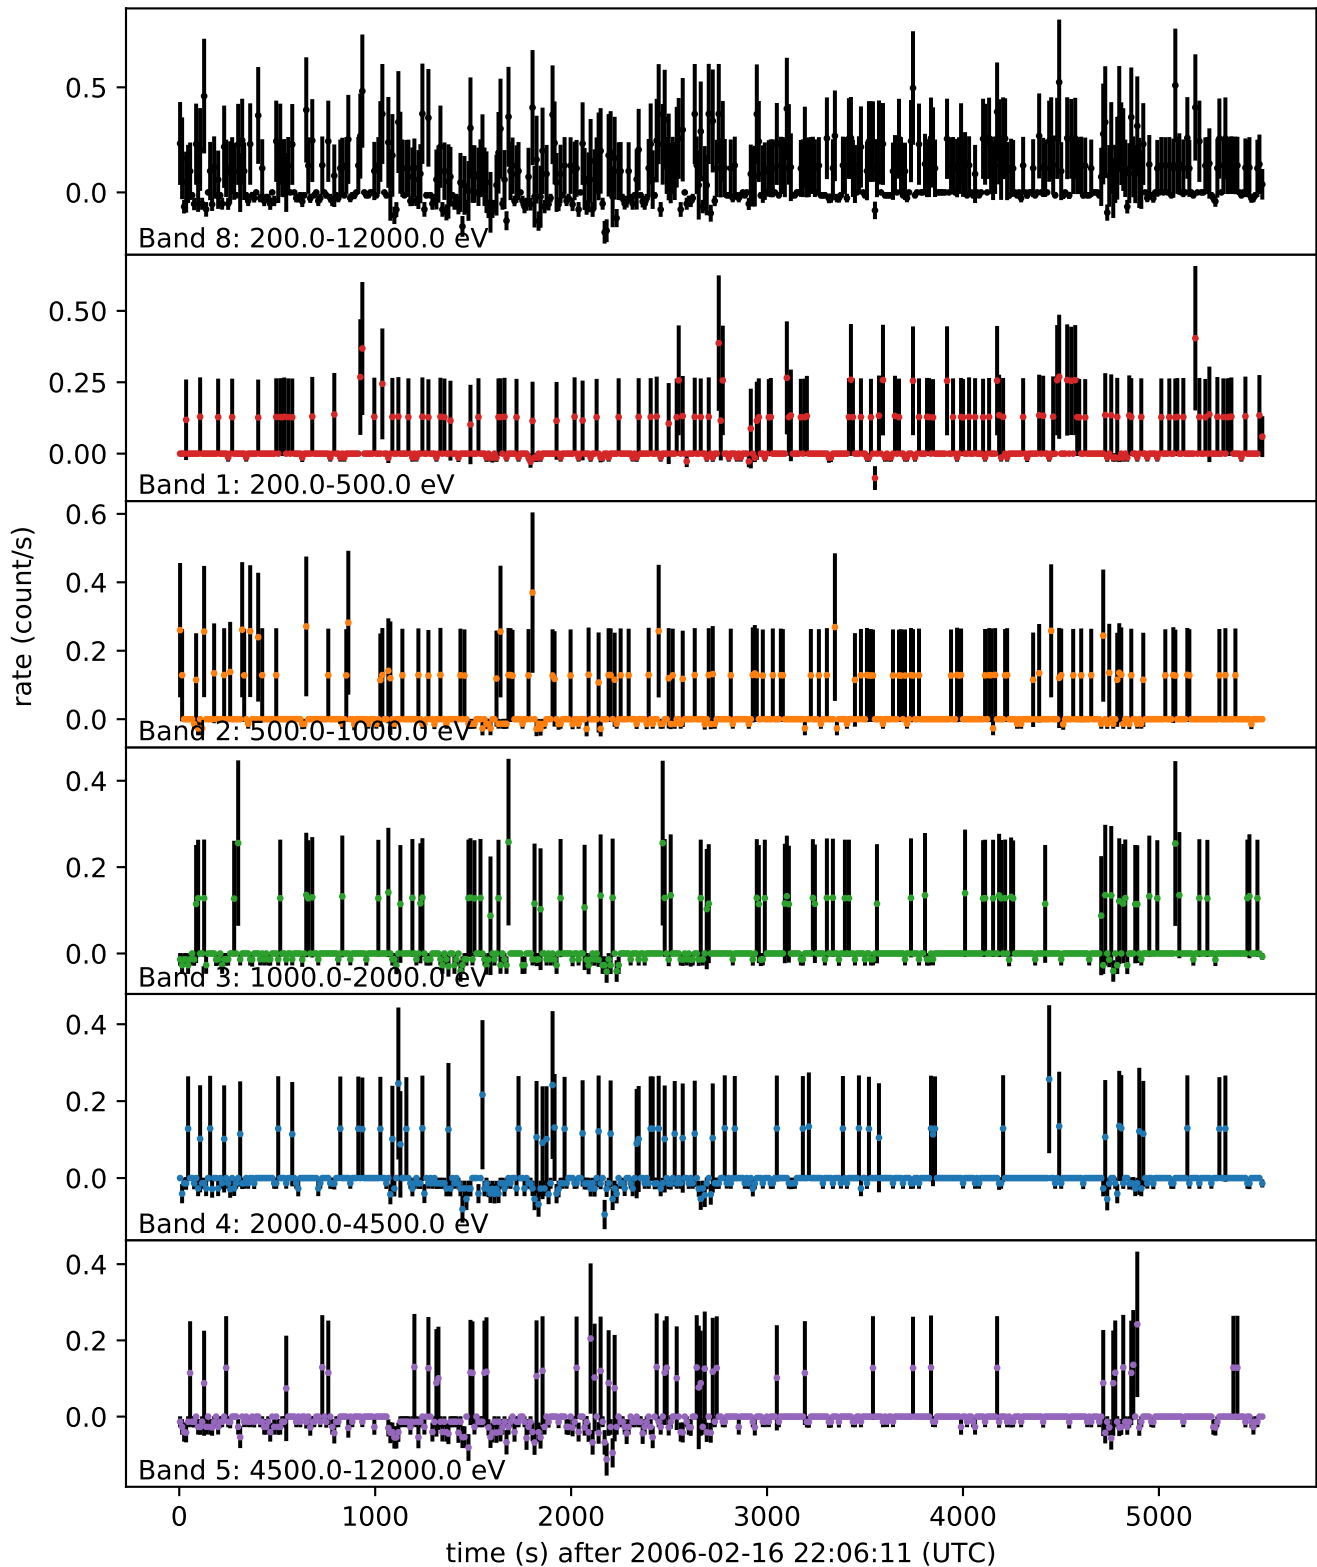 0.5
0.0
Band 8: 200.0-12000.0 eV
0.50
0.25
0.00
Band 1: 200.0-500.0 eV
0.6
0.4
0.2
0.0
Band 2: 500.0-1000.0 eV
rate (count/s)
0.4
0.2
0.0
Band 3: 1000.0-2000.0 eV
0.4
0.2
0.0
Band 4: 2000.0-4500.0 eV
0.4
0.2
0.0
Band 5: 4500.0-12000.0 eV
0 1000 2000 3000 4000 5000
time (s) after 2006-02-16 22:06:11 (UTC)